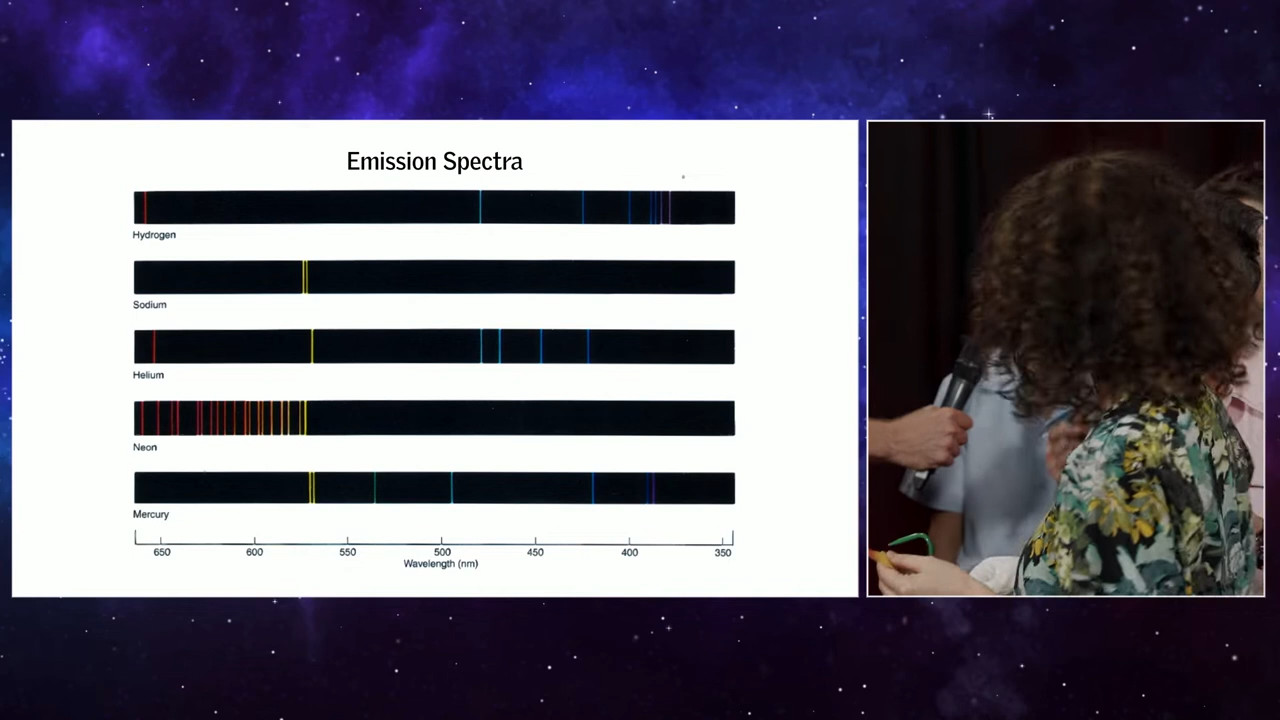 Emission Spectra
Hydrogen
Sodium
Helium
Neon
Mercury
650 600 550 500 450 400 350
Wavelength (nm)